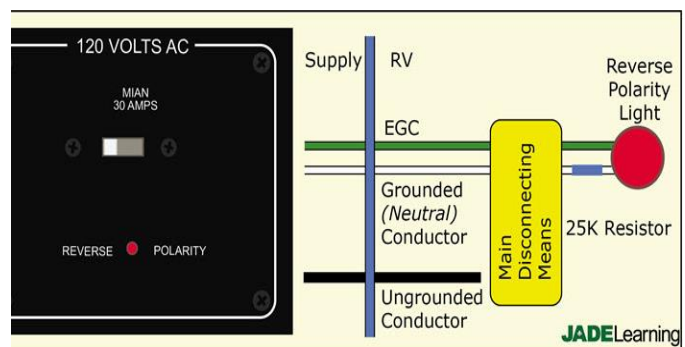 120 VOLTS AC
MIAN
30 AMPS
REVERSE
POLARITY
Supply
RV
EGC
Grounded
(Neutral)
Conductor
Ungrounded
Conductor
Main
Disconnecting
Means
Reverse
Polarity
Light
25K Resistor
JADELearning